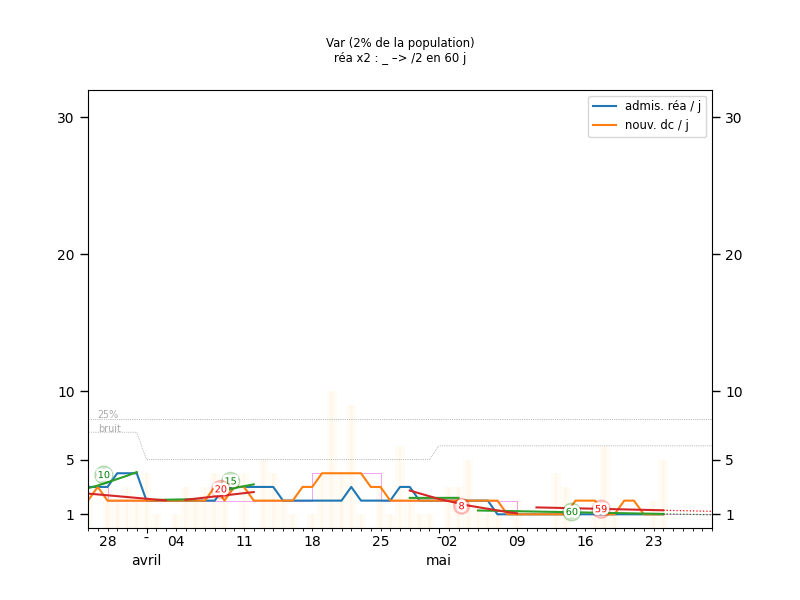 Var (2% de la population)
réa x2 : _ –> /2 en 60 j
admis. réa / j
nouv. dc / j
30 30
20 20
10 10
25%
bruit
5 5
10 15 20 8 60 59
1 1
28 - 04 11 18 25 02 09 16 23
avril mai